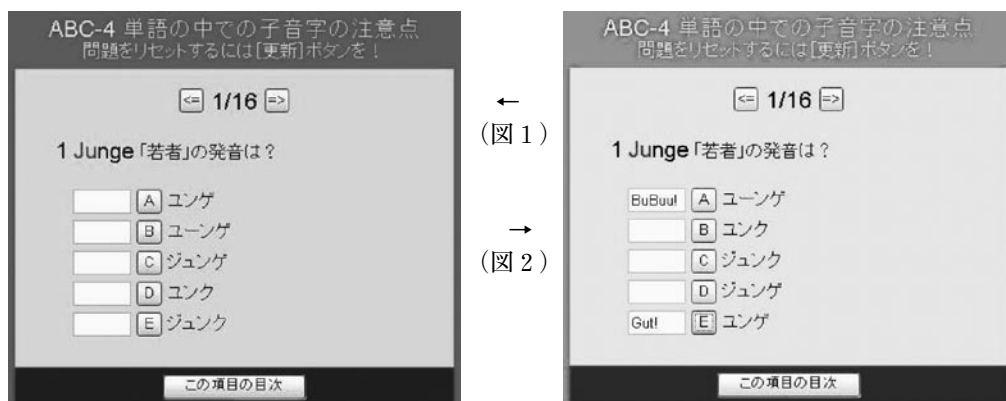 ABC-4 単語の中での子音字の注意点
問題をリセットするには[更新]ボタンを！
<= 1/16 =>
1 Junge「若者」の発音は？
A ユンゲ
B ユーンゲ
C ジュンゲ
D ユンク
E ジュンク
この項目の目次
←
(図1)
→
(図2)
ABC-4 単語の中での子音字の注意点
問題をリセットするには[更新]ボタンを！
<= 1/16 =>
1 Junge「若者」の発音は？
BuBuu! A ユーンゲ
B ユンク
C ジュンク
D ジュンゲ
Gut! E ユンゲ
この項目の目次